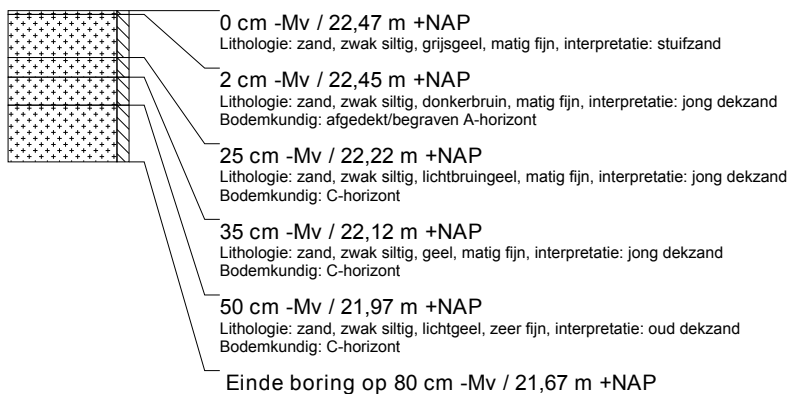 0 cm -Mv / 22,47 m +NAP
Lithologie: zand, zwak siltig, grijsgeel, matig fijn, interpretatie: stuifzand
2 cm -Mv / 22,45 m +NAP
Lithologie: zand, zwak siltig, donkerbruin, matig fijn, interpretatie: jong dekzand
Bodemkundig: afgedekt/begraven A-horizont
25 cm -Mv / 22,22 m +NAP
Lithologie: zand, zwak siltig, lichtbruingeel, matig fijn, interpretatie: jong dekzand
Bodemkundig: C-horizont
35 cm -Mv / 22,12 m +NAP
Lithologie: zand, zwak siltig, geel, matig fijn, interpretatie: jong dekzand
Bodemkundig: C-horizont
50 cm -Mv / 21,97 m +NAP
Lithologie: zand, zwak siltig, lichtgeel, zeer fijn, interpretatie: oud dekzand
Bodemkundig: C-horizont
Einde boring op 80 cm -Mv / 21,67 m +NAP